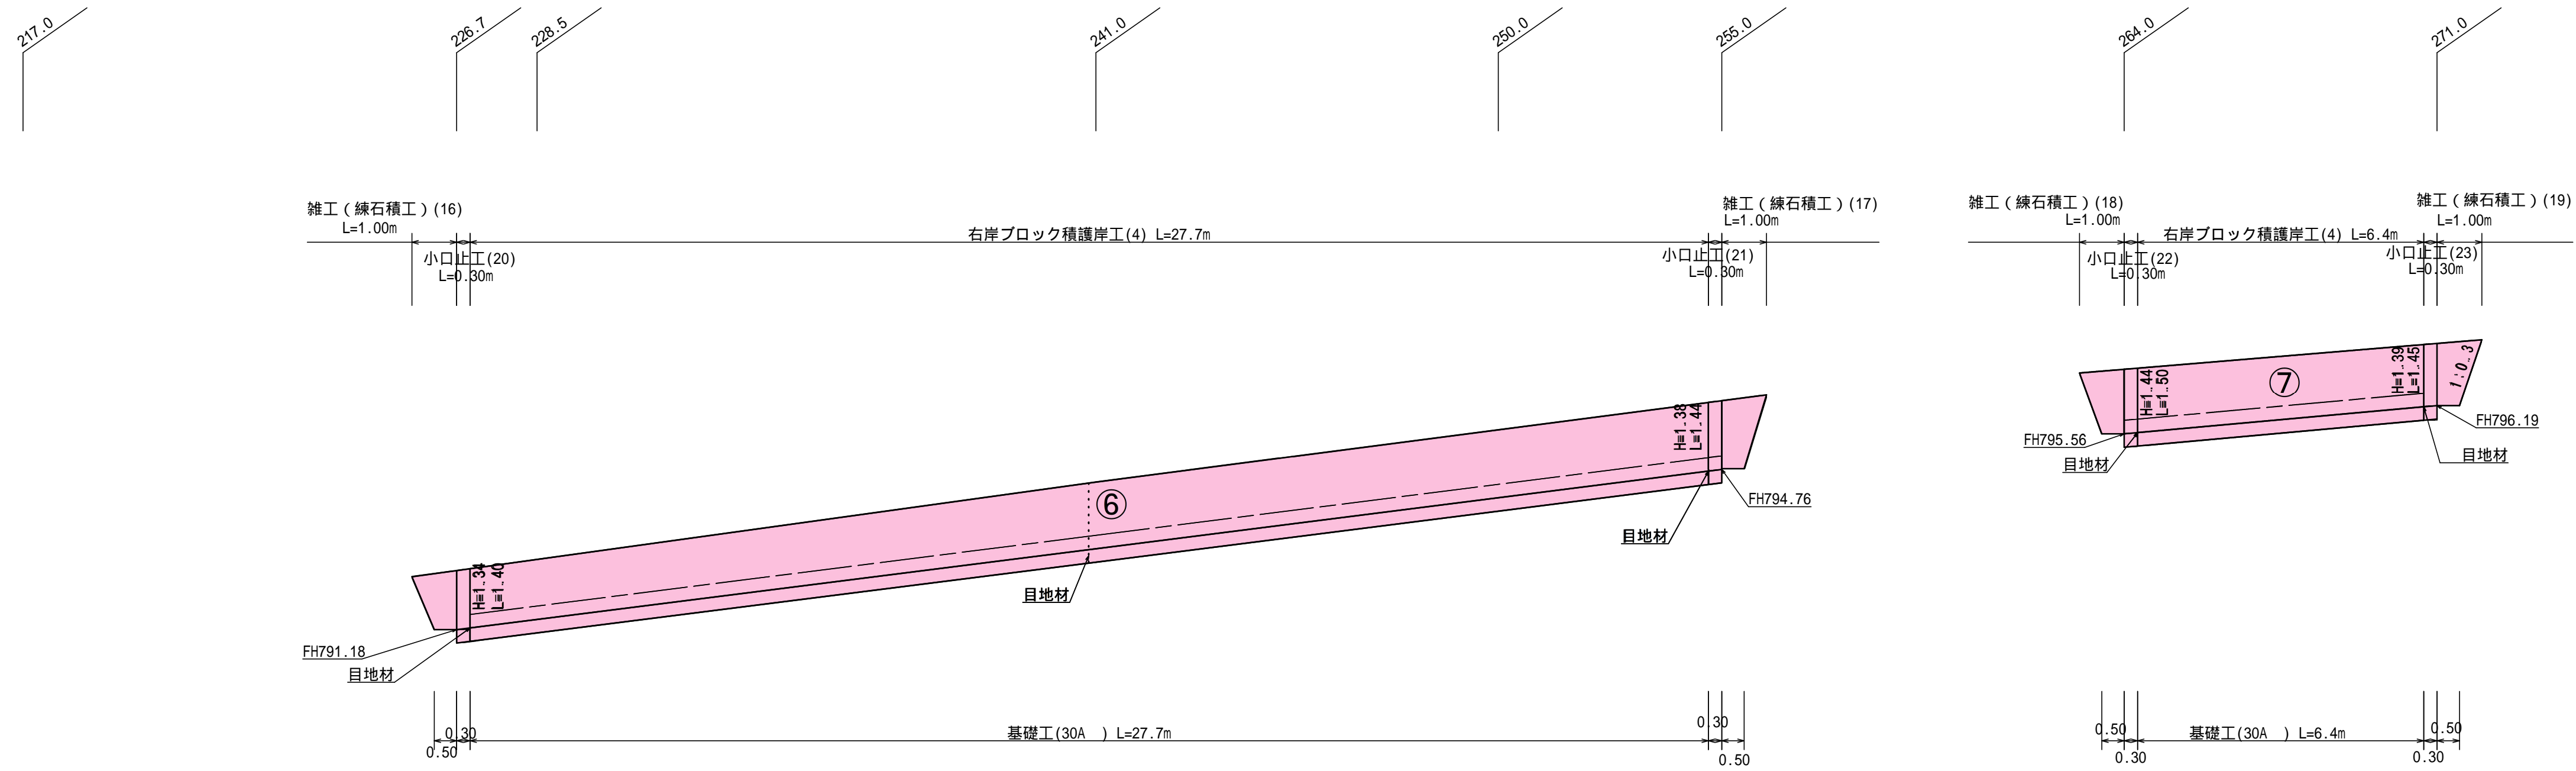 217.0
226.7
228.5
241.0
250.0
255.0
264.0
271.0
雑工(練石積工)(16)
L=1.00m
右岸ブロック積護岸工(4) L=27.7m
雑工(練石積工)(17)
L=1.00m
小口止工(20)
L=0.30m
小口止工(21)
L=0.30m
雑工(練石積工)(18)
L=1.00m
右岸ブロック積護岸工(4) L=6.4m
雑工(練石積工)(19)
L=1.00m
小口止工(22)
L=0.30m
小口止工(23)
L=0.30m
H=1.34
L=1.40
⑥
H=1.38
L=1.44
FH791.18
目地材
目地材
目地材
FH794.76
H=1.44
L=1.50
⑦
H=1.39
L=1.45
1:0.3
FH795.56
目地材
FH796.19
目地材
0.50
0.30
基礎工(30A ) L=27.7m
0.30
0.50
0.50
0.30
基礎工(30A ) L=6.4m
0.30
0.50